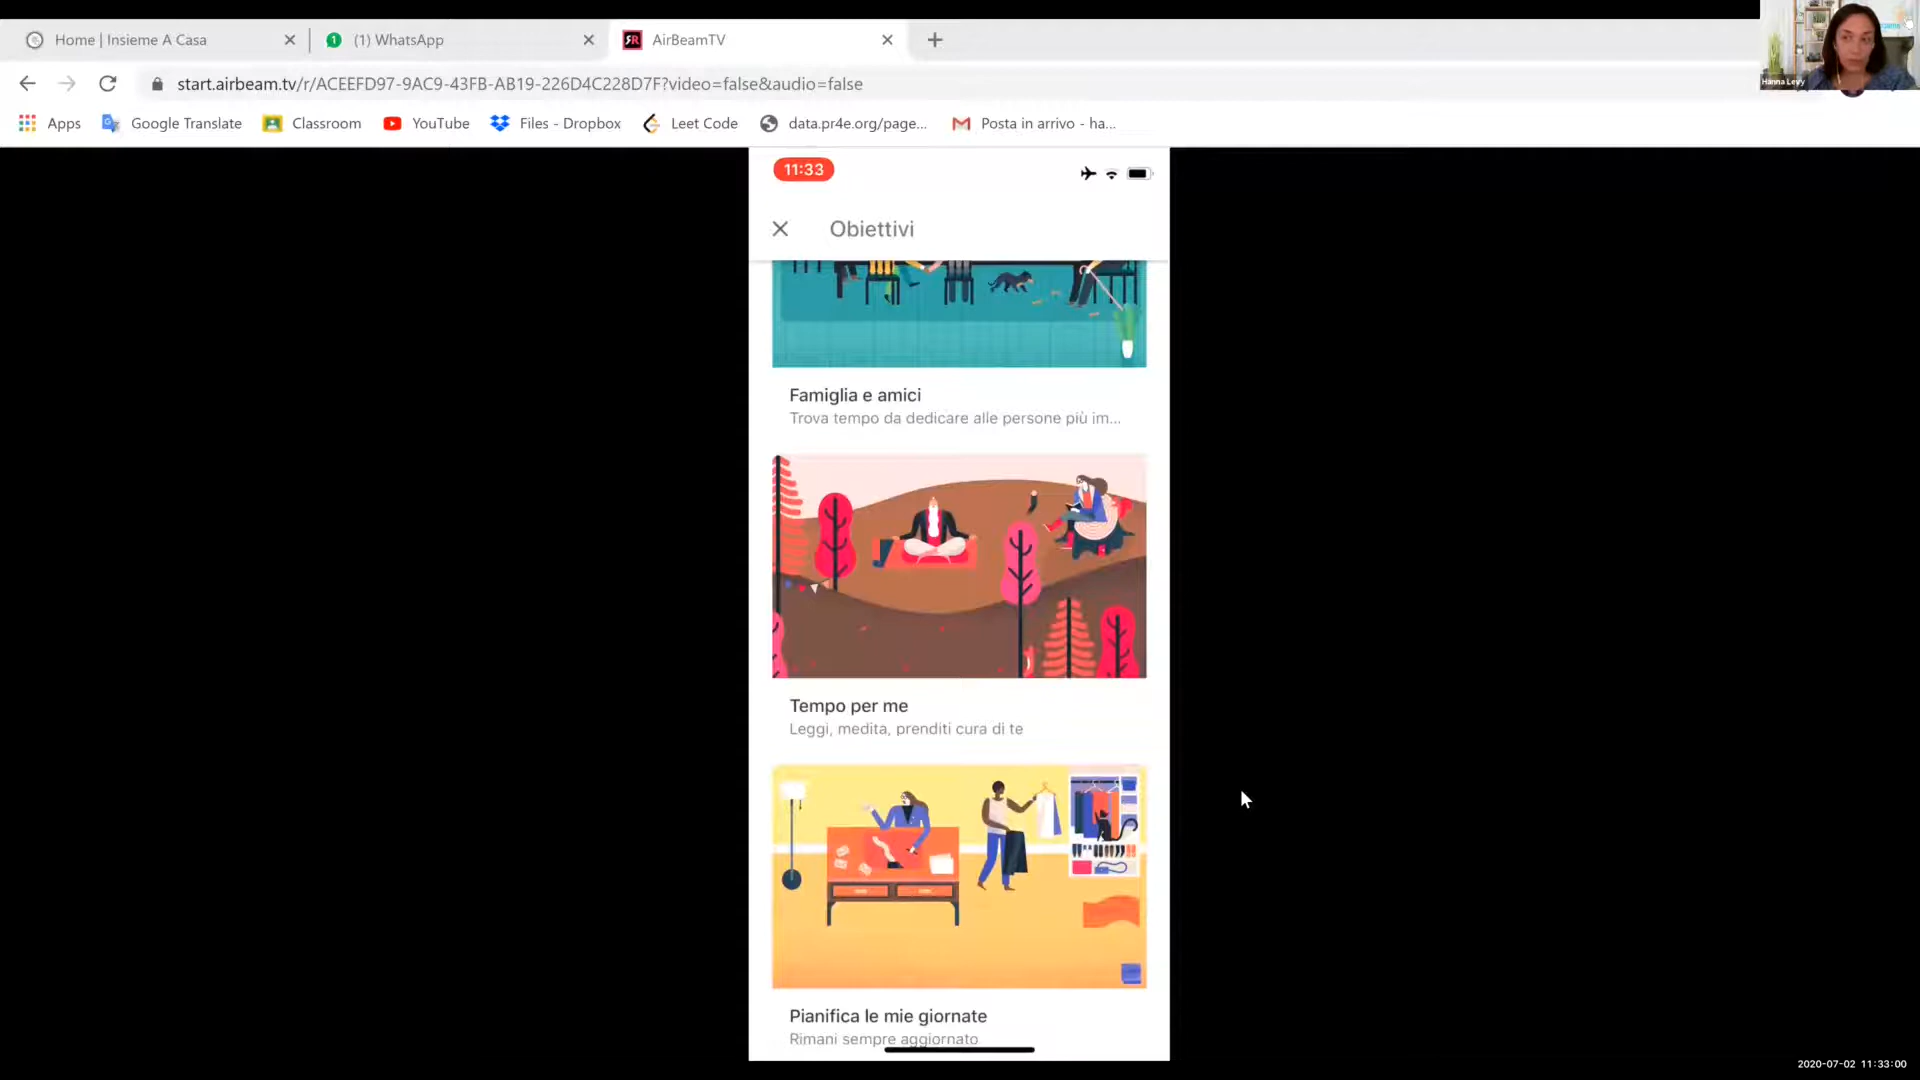 Home | Insieme A Casa
(1) WhatsApp
AirBeamTV
start.airbeam.tv/r/ACEEFD97-9AC9-43FB-AB19-226D4C228D7F?video=false&audio=false
Apps
Google Translate
Classroom
YouTube
Files - Dropbox
Leet Code
data.pr4e.org/page...
Posta in arrivo - ha...
Hanna Levy
11:33
Obiettivi
Famiglia e amici
Trova tempo da dedicare alle persone più im...
Tempo per me
Leggi, medita, prenditi cura di te
Pianifica le mie giornate
Rimani sempre aggiornato
2020-07-02 11:33:00